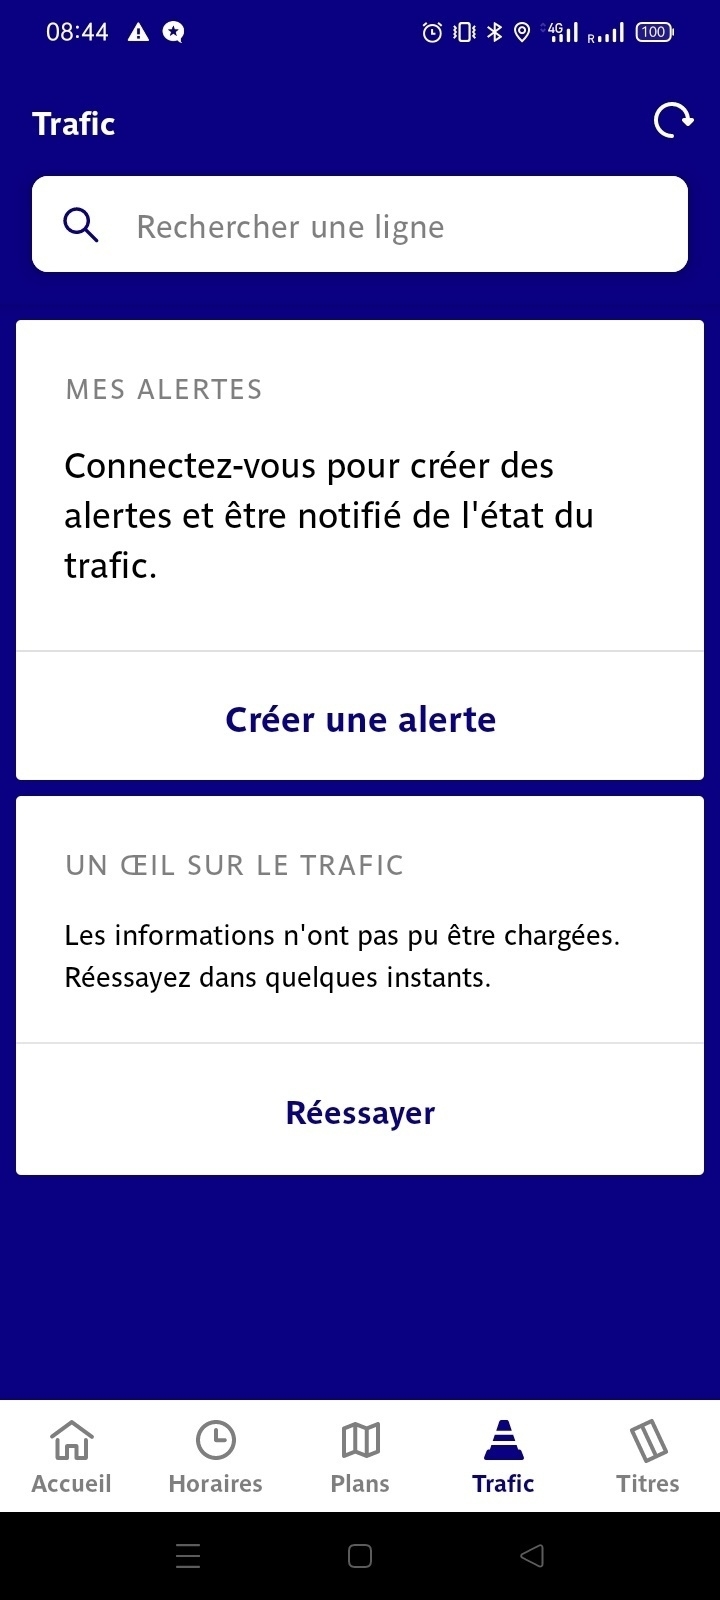 08:44
4G
R
100
Trafic
Rechercher une ligne
MES ALERTES
Connectez-vous pour créer des
alertes et être notifié de l'état du
trafic.
Créer une alerte
UN ŒIL SUR LE TRAFIC
Les informations n'ont pas pu être chargées.
Réessayez dans quelques instants.
Réessayer
Accueil
Horaires
Plans
Trafic
Titres